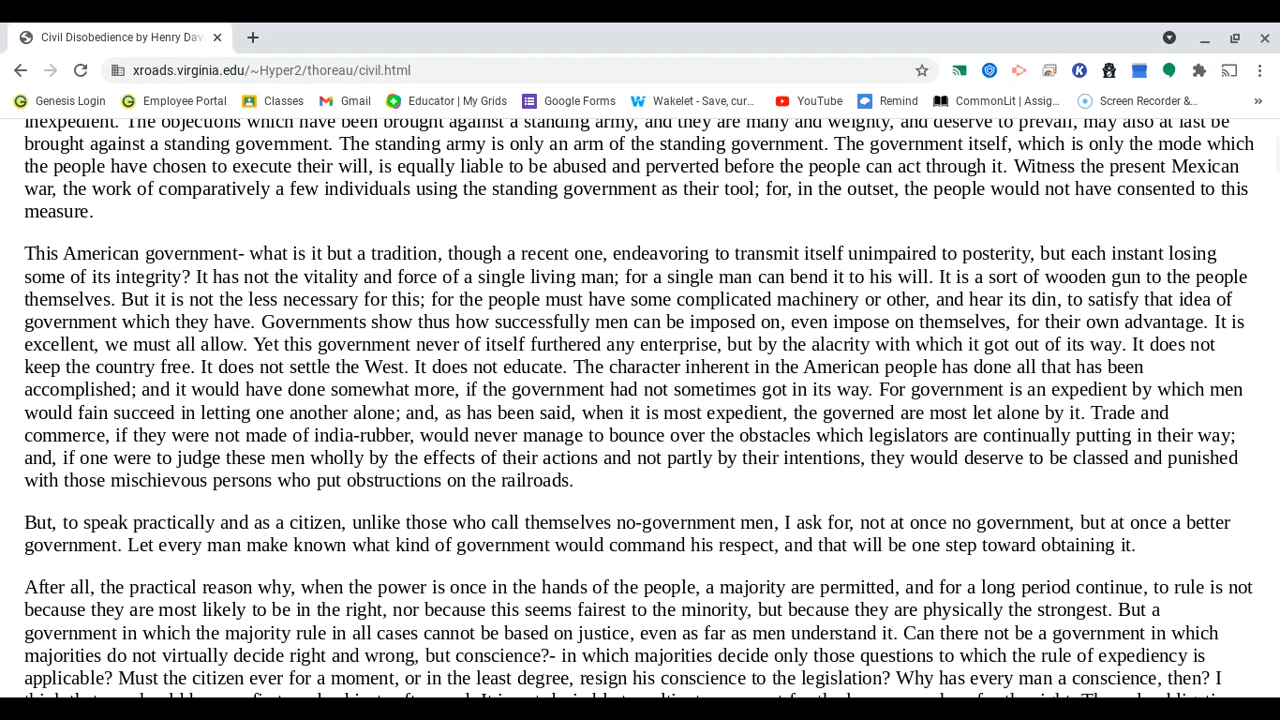 Civil Disobedience by Henry Dav
xroads.virginia.edu/~Hyper2/thoreau/civil.html
Genesis Login Employee Portal Classes Gmail Educator | My Grids Google Forms Wakelet - Save, cur... YouTube Remind CommonLit | Assig... Screen Recorder &... »
inexpedient. The objections which have been brought against a standing army, and they are many and weighty, and deserve to prevail, may also at last be
brought against a standing government. The standing army is only an arm of the standing government. The government itself, which is only the mode which
the people have chosen to execute their will, is equally liable to be abused and perverted before the people can act through it. Witness the present Mexican
war, the work of comparatively a few individuals using the standing government as their tool; for, in the outset, the people would not have consented to this
measure.
This American government- what is it but a tradition, though a recent one, endeavoring to transmit itself unimpaired to posterity, but each instant losing
some of its integrity? It has not the vitality and force of a single living man; for a single man can bend it to his will. It is a sort of wooden gun to the people
themselves. But it is not the less necessary for this; for the people must have some complicated machinery or other, and hear its din, to satisfy that idea of
government which they have. Governments show thus how successfully men can be imposed on, even impose on themselves, for their own advantage. It is
excellent, we must all allow. Yet this government never of itself furthered any enterprise, but by the alacrity with which it got out of its way. It does not
keep the country free. It does not settle the West. It does not educate. The character inherent in the American people has done all that has been
accomplished; and it would have done somewhat more, if the government had not sometimes got in its way. For government is an expedient by which men
would fain succeed in letting one another alone; and, as has been said, when it is most expedient, the governed are most let alone by it. Trade and
commerce, if they were not made of india-rubber, would never manage to bounce over the obstacles which legislators are continually putting in their way;
and, if one were to judge these men wholly by the effects of their actions and not partly by their intentions, they would deserve to be classed and punished
with those mischievous persons who put obstructions on the railroads.
But, to speak practically and as a citizen, unlike those who call themselves no-government men, I ask for, not at once no government, but at once a better
government. Let every man make known what kind of government would command his respect, and that will be one step toward obtaining it.
After all, the practical reason why, when the power is once in the hands of the people, a majority are permitted, and for a long period continue, to rule is not
because they are most likely to be in the right, nor because this seems fairest to the minority, but because they are physically the strongest. But a
government in which the majority rule in all cases cannot be based on justice, even as far as men understand it. Can there not be a government in which
majorities do not virtually decide right and wrong, but conscience?- in which majorities decide only those questions to which the rule of expediency is
applicable? Must the citizen ever for a moment, or in the least degree, resign his conscience to the legislation? Why has every man a conscience, then? I